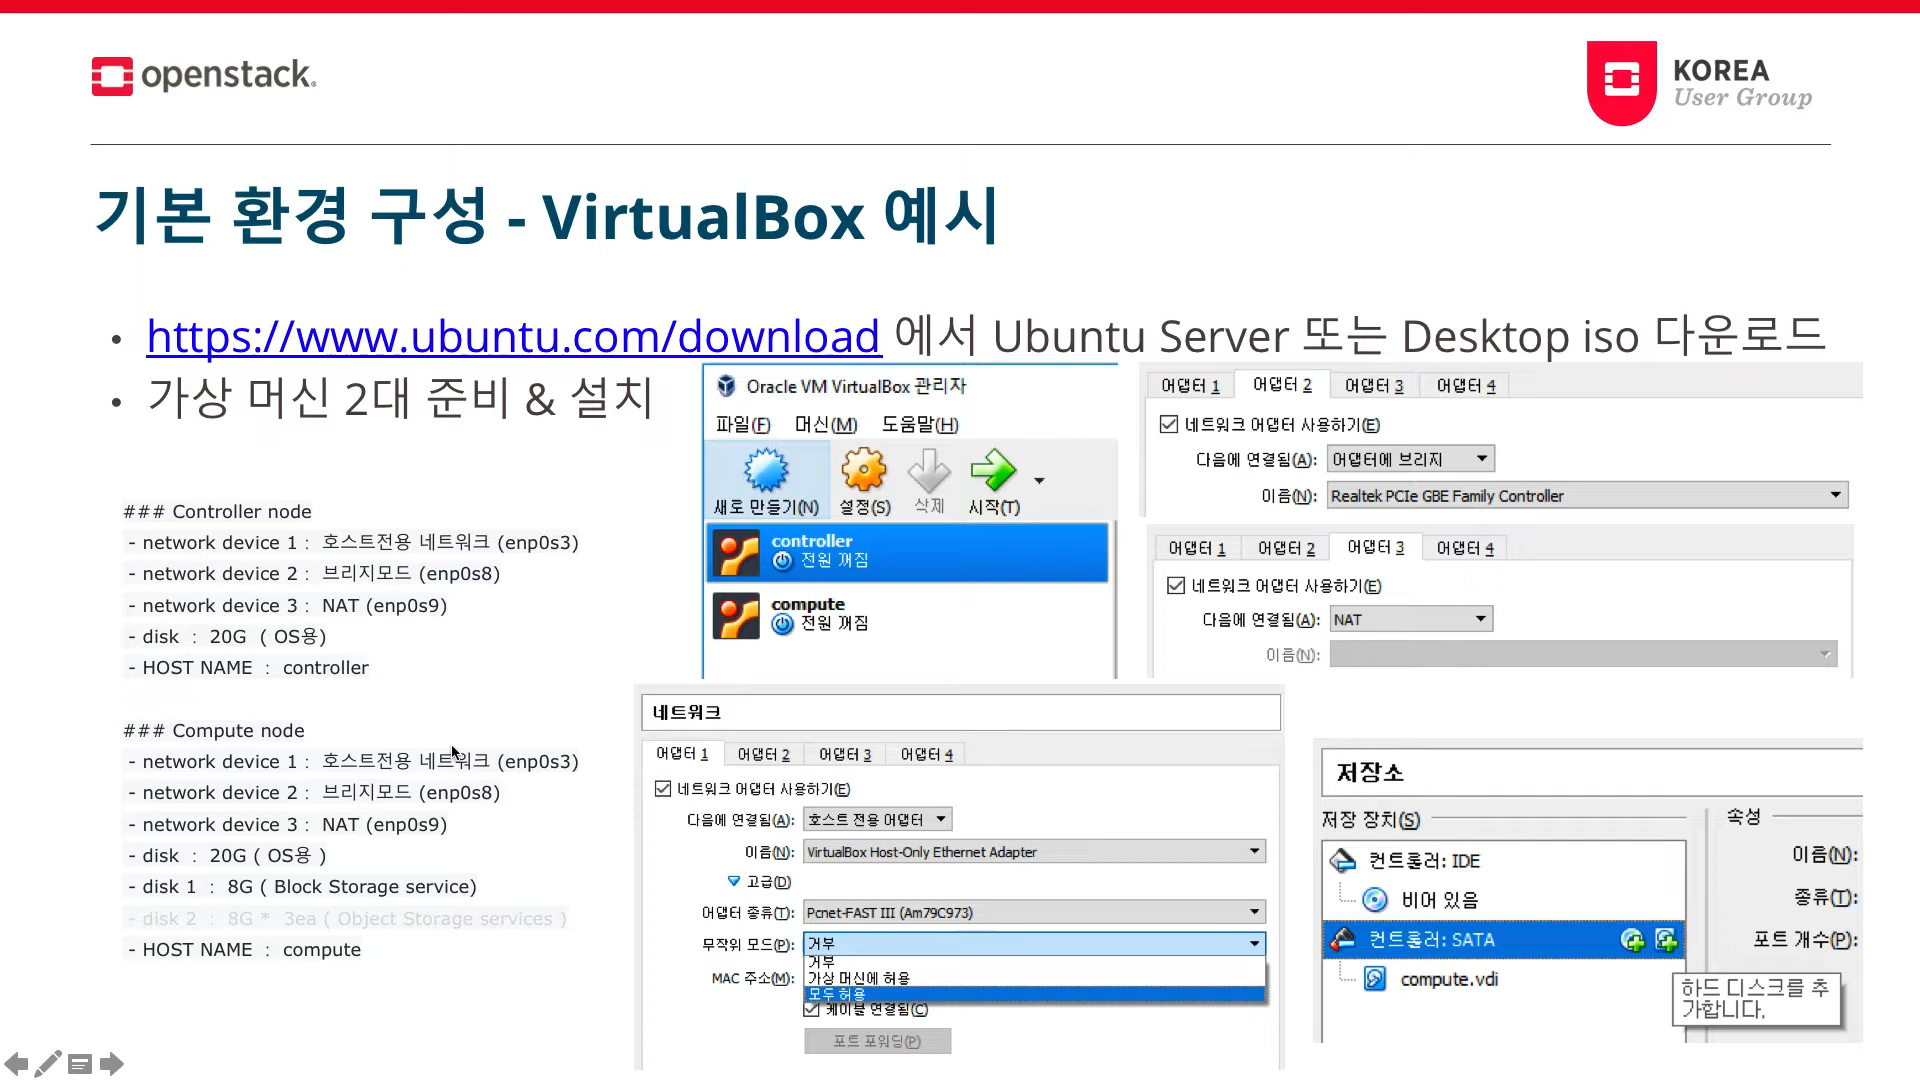 openstack.
KOREA
User Group
기본 환경 구성 - VirtualBox 예시
• https://www.ubuntu.com/download 에서 Ubuntu Server 또는 Desktop iso 다운로드
• 가상 머신 2대 준비 & 설치
### Controller node
- network device 1 : 호스트전용 네트워크 (enp0s3)
- network device 2 : 브리지모드 (enp0s8)
- network device 3 : NAT (enp0s9)
- disk : 20G ( OS용)
- HOST NAME : controller
### Compute node
- network device 1 : 호스트전용 네트워크 (enp0s3)
- network device 2 : 브리지모드 (enp0s8)
- network device 3 : NAT (enp0s9)
- disk : 20G ( OS용 )
- disk 1 : 8G ( Block Storage service)
- disk 2 : 8G * 3ea ( Object Storage services )
- HOST NAME : compute
Oracle VM VirtualBox 관리자
파일(F) 머신(M) 도움말(H)
새로 만들기(N) 설정(S) 삭제 시작(T)
controller
전원 꺼짐
compute
전원 꺼짐
어댑터 1 어댑터 2 어댑터 3 어댑터 4
네트워크 어댑터 사용하기(E)
다음에 연결됨(A): 어댑터에 브리지
이름(N): Realtek PCIe GBE Family Controller
어댑터 1 어댑터 2 어댑터 3 어댑터 4
네트워크 어댑터 사용하기(E)
다음에 연결됨(A): NAT
이름(N):
네트워크
어댑터 1 어댑터 2 어댑터 3 어댑터 4
네트워크 어댑터 사용하기(E)
다음에 연결됨(A): 호스트 전용 어댑터
이름(N): VirtualBox Host-Only Ethernet Adapter
고급(D)
어댑터 종류(T): Pcnet-FAST III (Am79C973)
무작위 모드(P): 거부
거부
MAC 주소(M): 가상 머신에 허용
모두 허용
케이블 연결됨(C)
포트 포워딩(P)
저장소
저장 장치(S)
컨트롤러: IDE
비어 있음
컨트롤러: SATA
compute.vdi
속성
이름(N):
종류(T):
포트 개수(P):
하드 디스크를 추
가합니다.